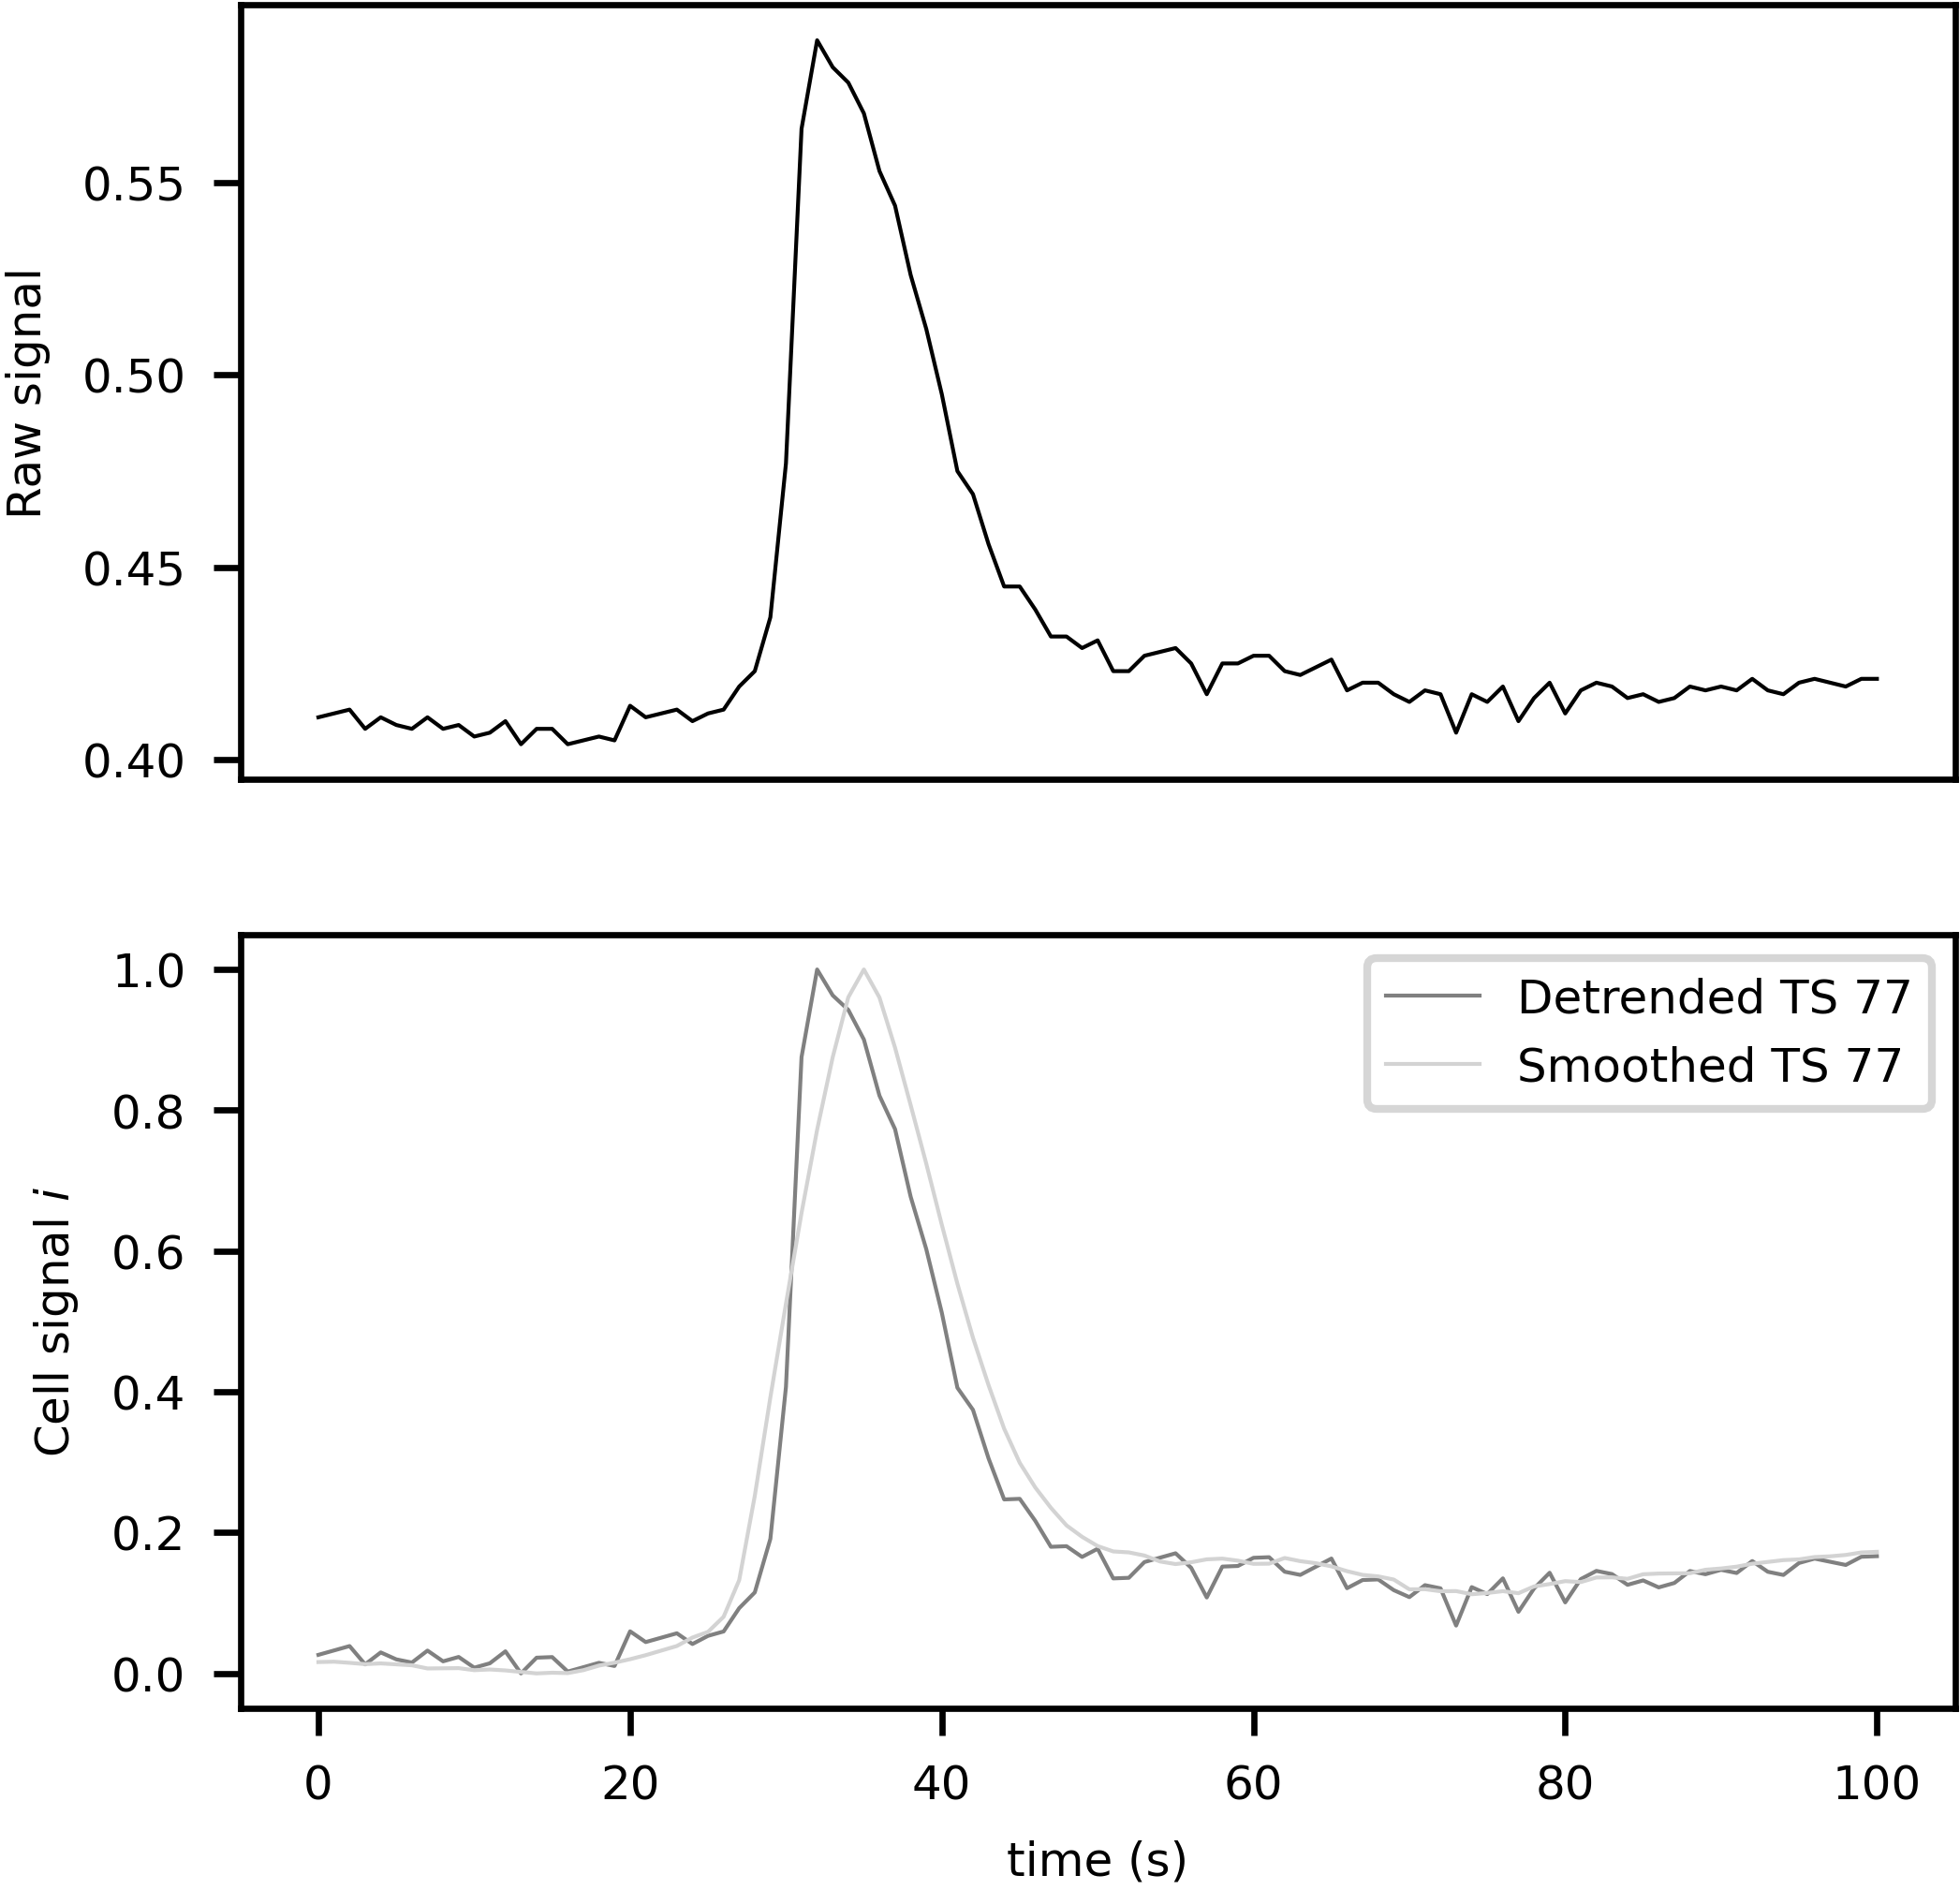 Raw signal
0.55
0.50
0.45
0.40
Cell signal i
1.0
0.8
0.6
0.4
0.2
0.0
Detrended TS 77
Smoothed TS 77
0 20 40 60 80 100
time (s)